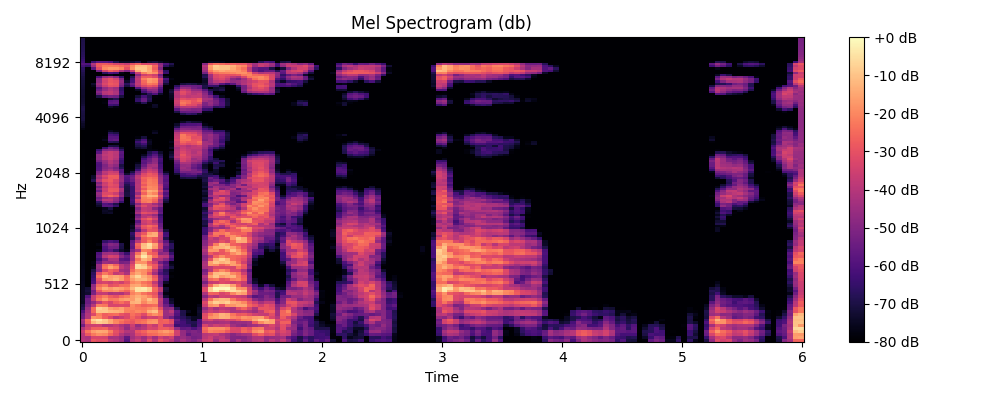 Mel Spectrogram (db)
8192
4096
2048
1024
512
0
Hz
0 1 2 3 4 5 6
Time
+0 dB
-10 dB
-20 dB
-30 dB
-40 dB
-50 dB
-60 dB
-70 dB
-80 dB